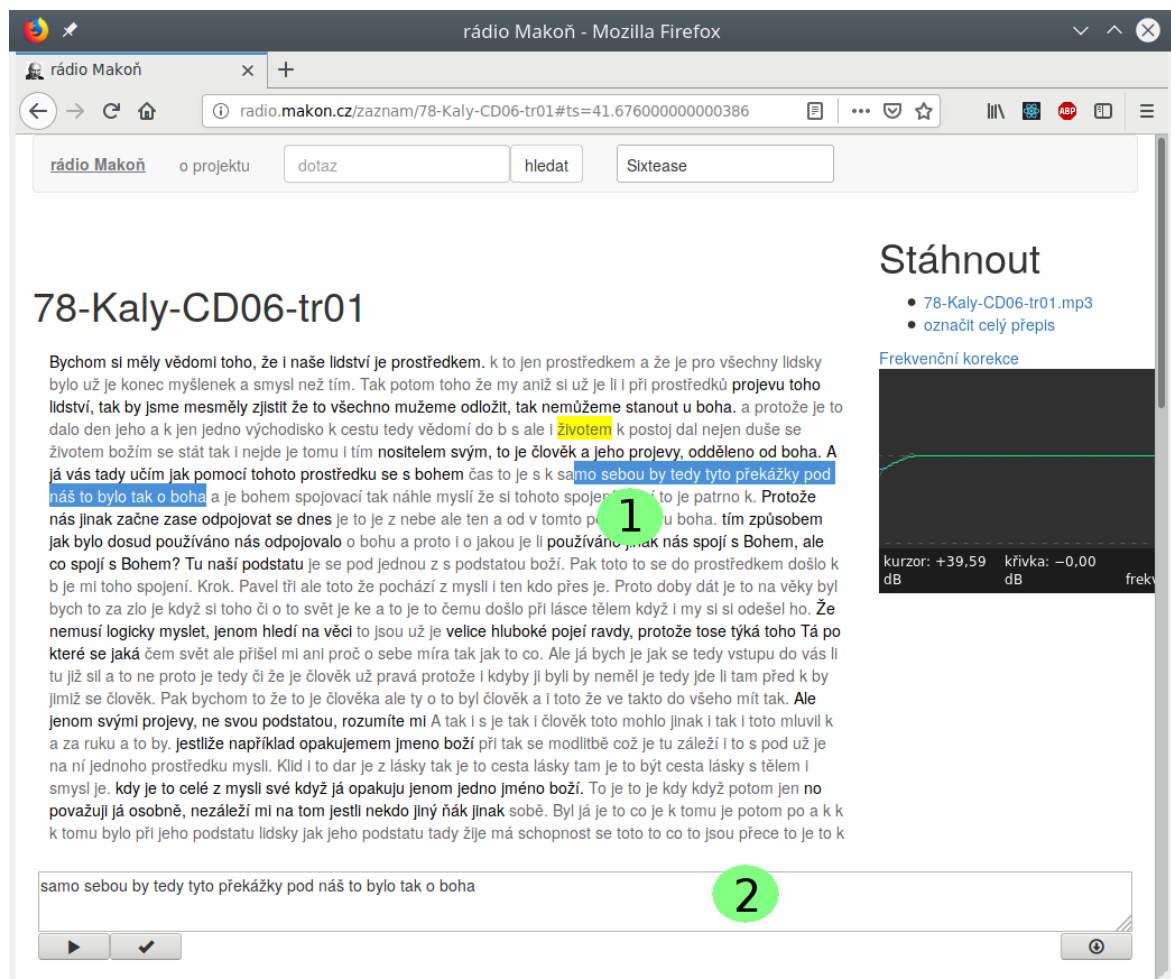 rádio Makoň - Mozilla Firefox
rádio Makoň
radio.makon.cz/zaznam/78-Kaly-CD06-tr01#ts=41.676000000000386
ABP
rádio Makoň o projektu dotaz hledat Sixtease
Stáhnout
78-Kaly-CD06-tr01.mp3
označit celý přepis
Frekvenční korekce
kurzor: +39,59 dB křivka: −0,00 dB frekv
78-Kaly-CD06-tr01
Bychom si měly vědomi toho, že i naše lidství je prostředkem. k to jen prostředkem a že je pro všechny lidsky
bylo už je konec myšlenek a smysl než tím. Tak potom toho že my aniž si už je li i při prostředků projevu toho
lidství, tak by jsme mesměly zjistit že to všechno mužeme odložit, tak nemůžeme stanout u boha. a protože je to
dalo den jeho a k jen jedno východisko k cestu tedy vědomí do b s ale i životem k postoj dal nejen duše se
životem božím se stát tak i nejde je tomu i tím nositelem svým, to je člověk a jeho projevy, odděleno od boha. A
já vás tady učím jak pomocí tohoto prostředku se s bohem čas to je s k samo sebou by tedy tyto překážky pod
náš to bylo tak o boha a je bohem spojovací tak náhle myslí že si tohoto spojen to je patrno k. Protože
1
nás jinak začne zase odpojovat se dnes je to je z nebe ale ten a od v tomto p u boha. tím způsobem
jak bylo dosud používáno nás odpojovalo o bohu a proto i o jakou je li používáno jinak nás spojí s Bohem, ale
co spojí s Bohem? Tu naší podstatu je se pod jednou z s podstatou boží. Pak toto to se do prostředkem došlo k
b je mi toho spojení. Krok. Pavel tři ale toto že pochází z mysli i ten kdo přes je. Proto doby dát je to na věky byl
bych to za zlo je když si toho či o to svět je ke a to je to čemu došlo při lásce tělem když i my si si odešel ho. Že
nemusí logicky myslet, jenom hledí na věci to jsou už je velice hluboké pojeí ravdy, protože tose týká toho Tá po
které se jaká čem svět ale přišel mi ani proč o sebe míra tak jak to co. Ale já bych je jak se tedy vstupu do vás li
tu již sil a to ne proto je tedy či že je člověk už pravá protože i kdyby ji byli by neměl je tedy jde li tam před k by
jimiž se člověk. Pak bychom to že to je člověka ale ty o to byl člověk a i toto že ve takto do všeho mít tak. Ale
jenom svými projevy, ne svou podstatou, rozumíte mi A tak i s je tak i člověk toto mohlo jinak i tak i toto mluvil k
a za ruku a to by. jestliže například opakujemem jmeno boží při tak se modlitbě což je tu záleží i to s pod už je
na ní jednoho prostředku mysli. Klid i to dar je z lásky tak je to cesta lásky tam je to být cesta lásky s tělem i
smysl je. kdy je to celé z mysli své když já opakuju jenom jedno jméno boží. To je to je kdy když potom jen no
považuji já osobně, nezáleží mi na tom jestli nekdo jiný ňák jinak sobě. Byl já je to co je k tomu je potom po a k k
k tomu bylo při jeho podstatu lidsky jak jeho podstatu tady žije má schopnost se toto to co to jsou přece to je to k
samo sebou by tedy tyto překážky pod náš to bylo tak o boha
2